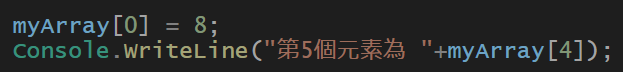 myArray[0] = 8;
Console.WriteLine("第5個元素為 "+myArray[4]);